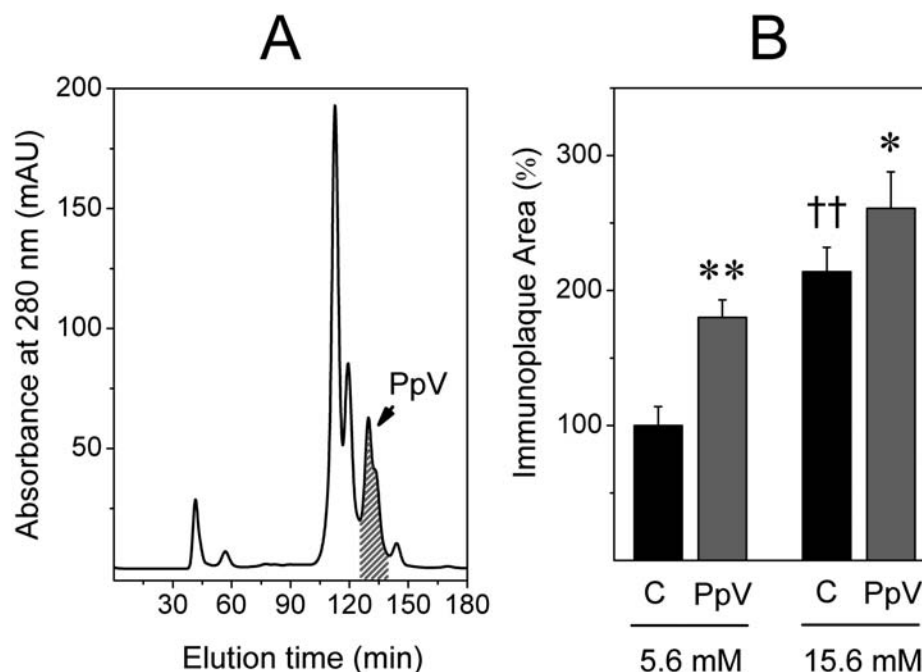 A
Absorbance at 280 nm (mAU)
200
150
100
50
PpV
30 60 90 120 150 180
Elution time (min)
B
Immunoplaque Area (%)
300
200
100
**
††
*
C PpV C PpV
5.6 mM 15.6 mM